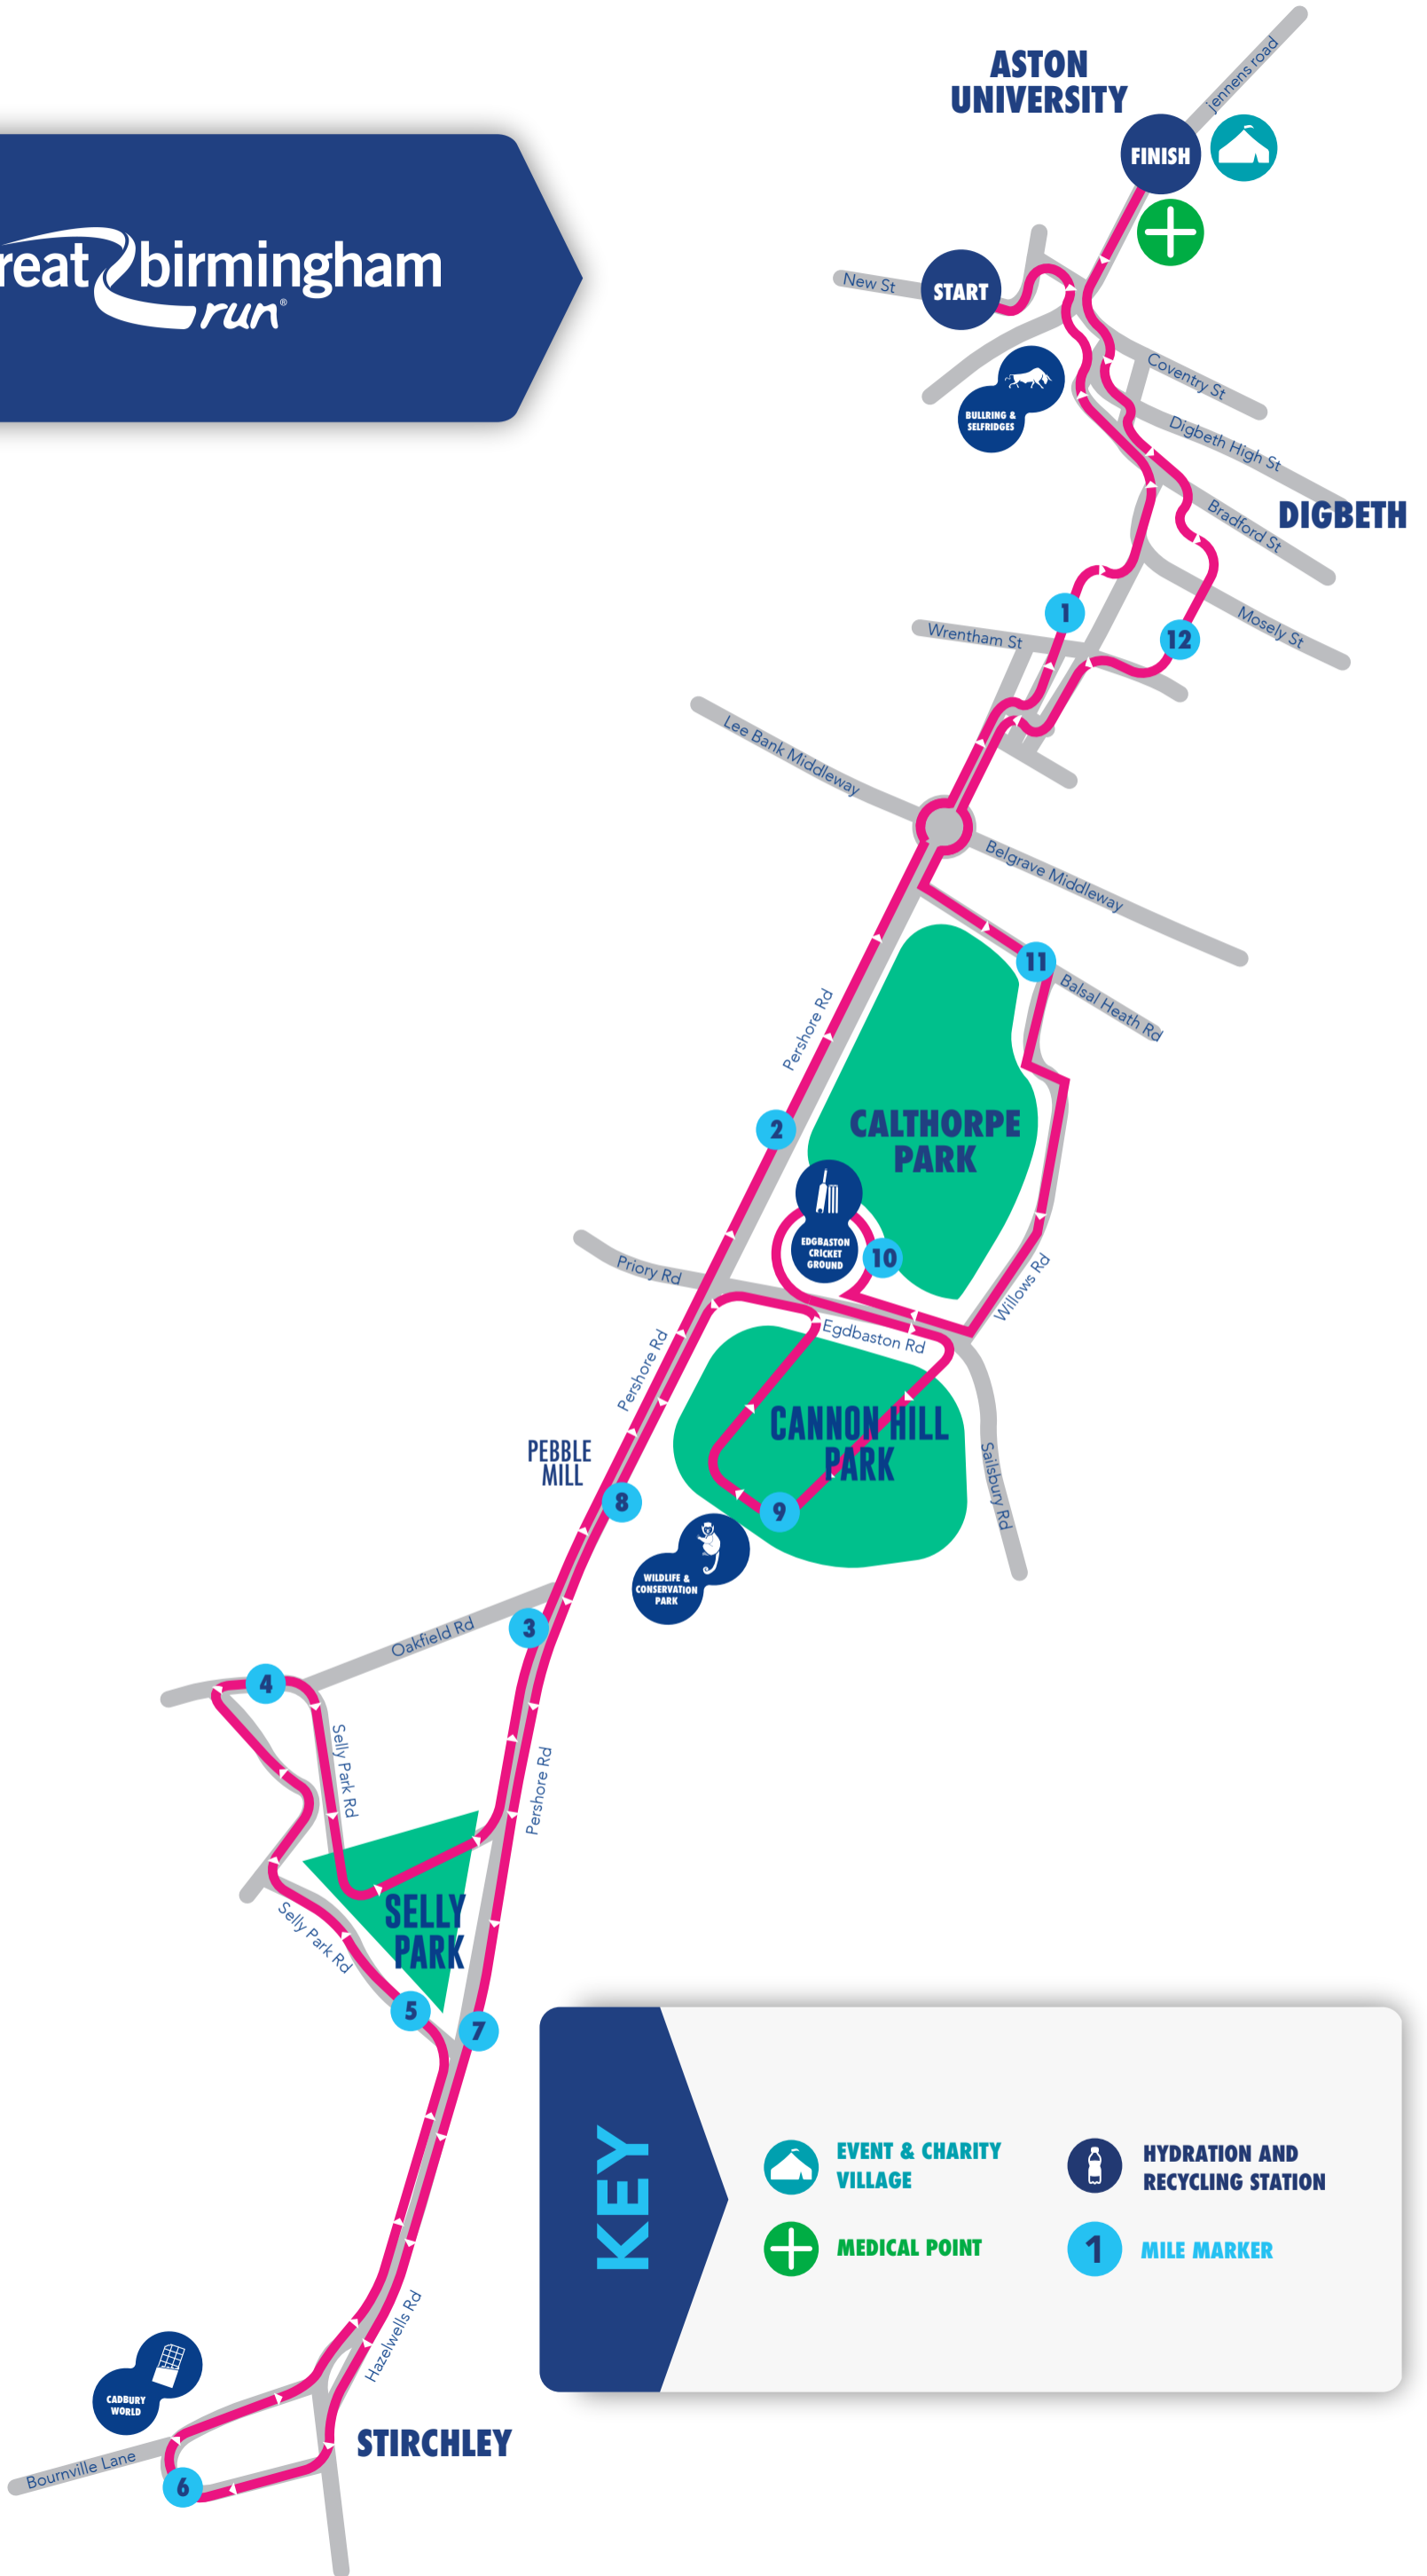 ASTON
UNIVERSITY
jennens road
FINISH
reat birmingham
run®
New St
START
Coventry St
BULLRING &
SELFRIDGES
Digbeth High St
DIGBETH
Bradford St
1
Mosely St
12
Wrentham St
Lee Bank Middleway
Belgrave Middleway
11
Balsal Heath Rd
Pershore Rd
2
CALTHORPE
PARK
EDGBASTON
CRICKET
GROUND
10
Priory Rd
Willows Rd
Egdbaston Rd
Pershore Rd
CANNON HILL
PARK
PEBBLE
MILL
Sailsbury Rd
8
9
WILDLIFE &
CONSERVATION
PARK
3
Oakfield Rd
4
Selly Park Rd
Pershore Rd
SELLY
PARK
Selly Park Rd
5
7
KEY
EVENT & CHARITY
VILLAGE
HYDRATION AND
RECYCLING STATION
MEDICAL POINT
1
MILE MARKER
Hazelwells Rd
CADBURY
WORLD
STIRCHLEY
Bournville Lane
6